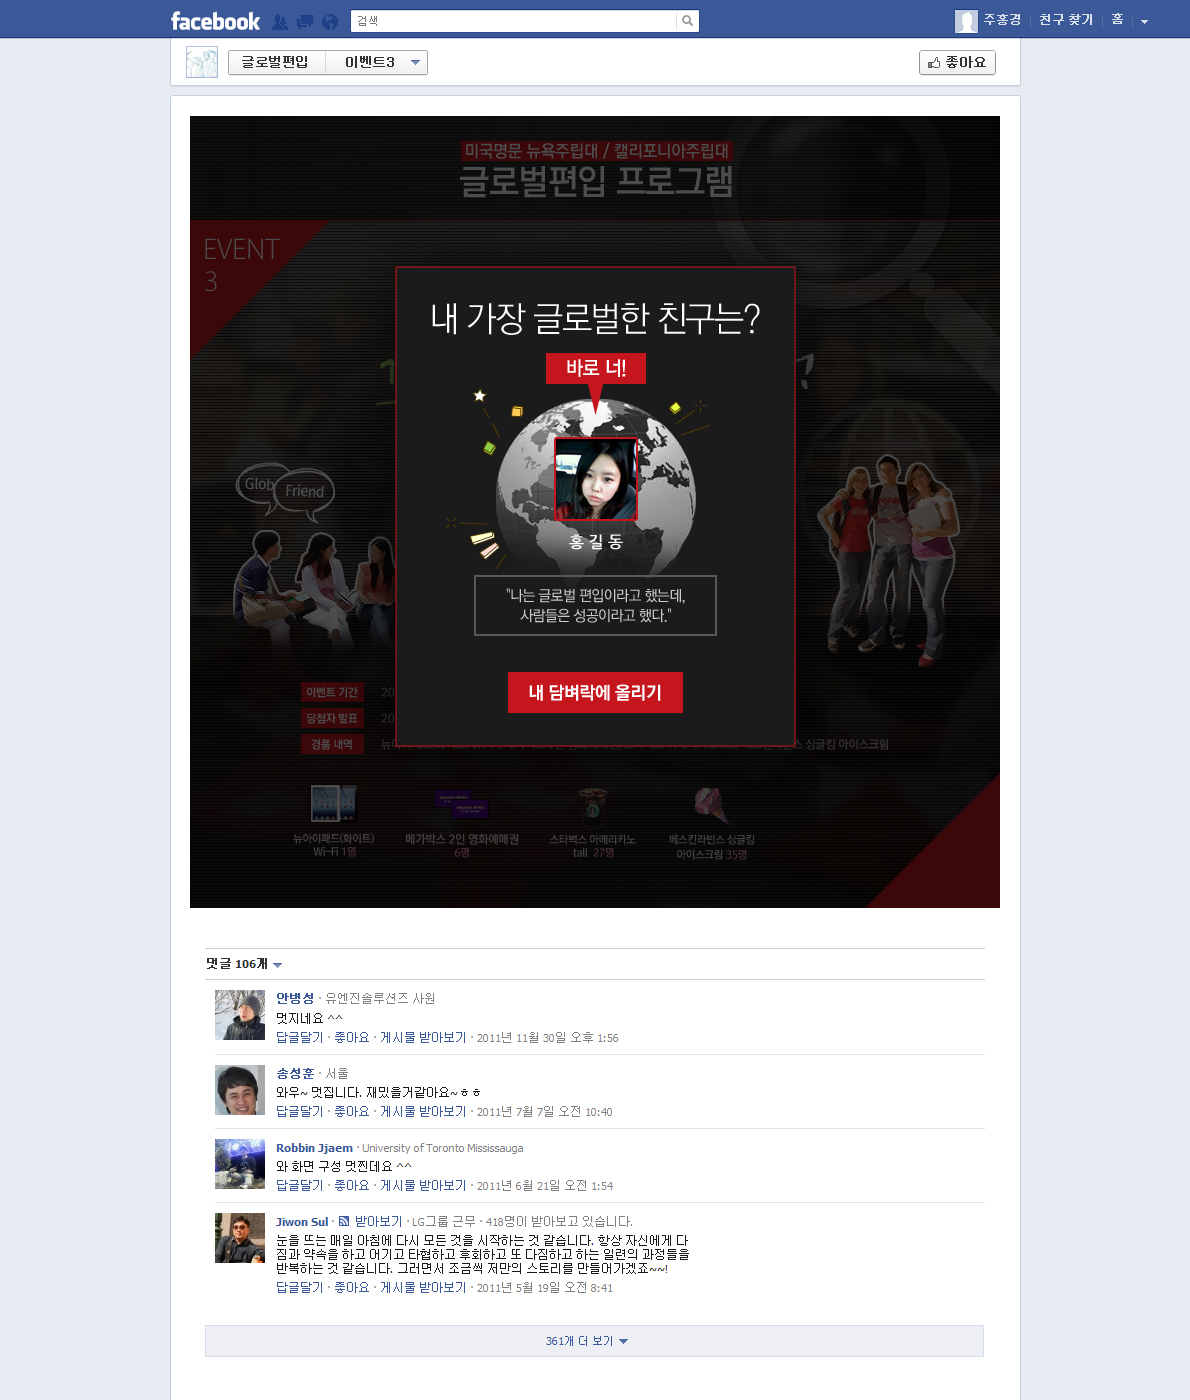 facebook
검색
주홍경
친구 찾기
홈
글로벌편입
이벤트3
좋아요
미국명문 뉴욕주립대 / 캘리포니아주립대
글로벌편입 프로그램
EVENT
3
내 가장 글로벌한 친구는?
바로 너!
?
Glob
Friend
홍 길 동
"나는 글로벌 편입이라고 했는데,
사람들은 성공이라고 했다."
내 담벼락에 올리기
이벤트 기간
20
당첨자 발표
20
경품 내역
싱글킹 아이스크림
뉴아이패드(화이트)
Wi-Fi 1명
메가박스 2인 영화예매권
6명
스타벅스 아메리카노
tall 27명
베스킨라빈스 싱글킹
아이스크림 35명
댓글 106개
안병성 · 유엔진솔루션즈 사원
멋지네요 ^^
답글달기 · 좋아요 · 게시물 받아보기 · 2011년 11월 30일 오후 1:56
송성훈 · 서울
와우~ 멋집니다. 재밌을거같아요~ㅎㅎ
답글달기 · 좋아요 · 게시물 받아보기 · 2011년 7월 7일 오전 10:40
Robbin Jjaem · University of Toronto Mississauga
와 화면 구성 멋찐데요 ^^
답글달기 · 좋아요 · 게시물 받아보기 · 2011년 6월 21일 오전 1:54
Jiwon Sul · 받아보기 · LG그룹 근무 · 418명이 받아보고 있습니다.
눈을 뜨는 매일 아침에 다시 모든 것을 시작하는 것 같습니다. 항상 자신에게 다
짐과 약속을 하고 어기고 타협하고 후회하고 또 다짐하고 하는 일련의 과정들을
반복하는 것 같습니다. 그러면서 조금씩 저만의 스토리를 만들어가겠죠~~!
답글달기 · 좋아요 · 게시물 받아보기 · 2011년 5월 19일 오전 8:41
361개 더 보기